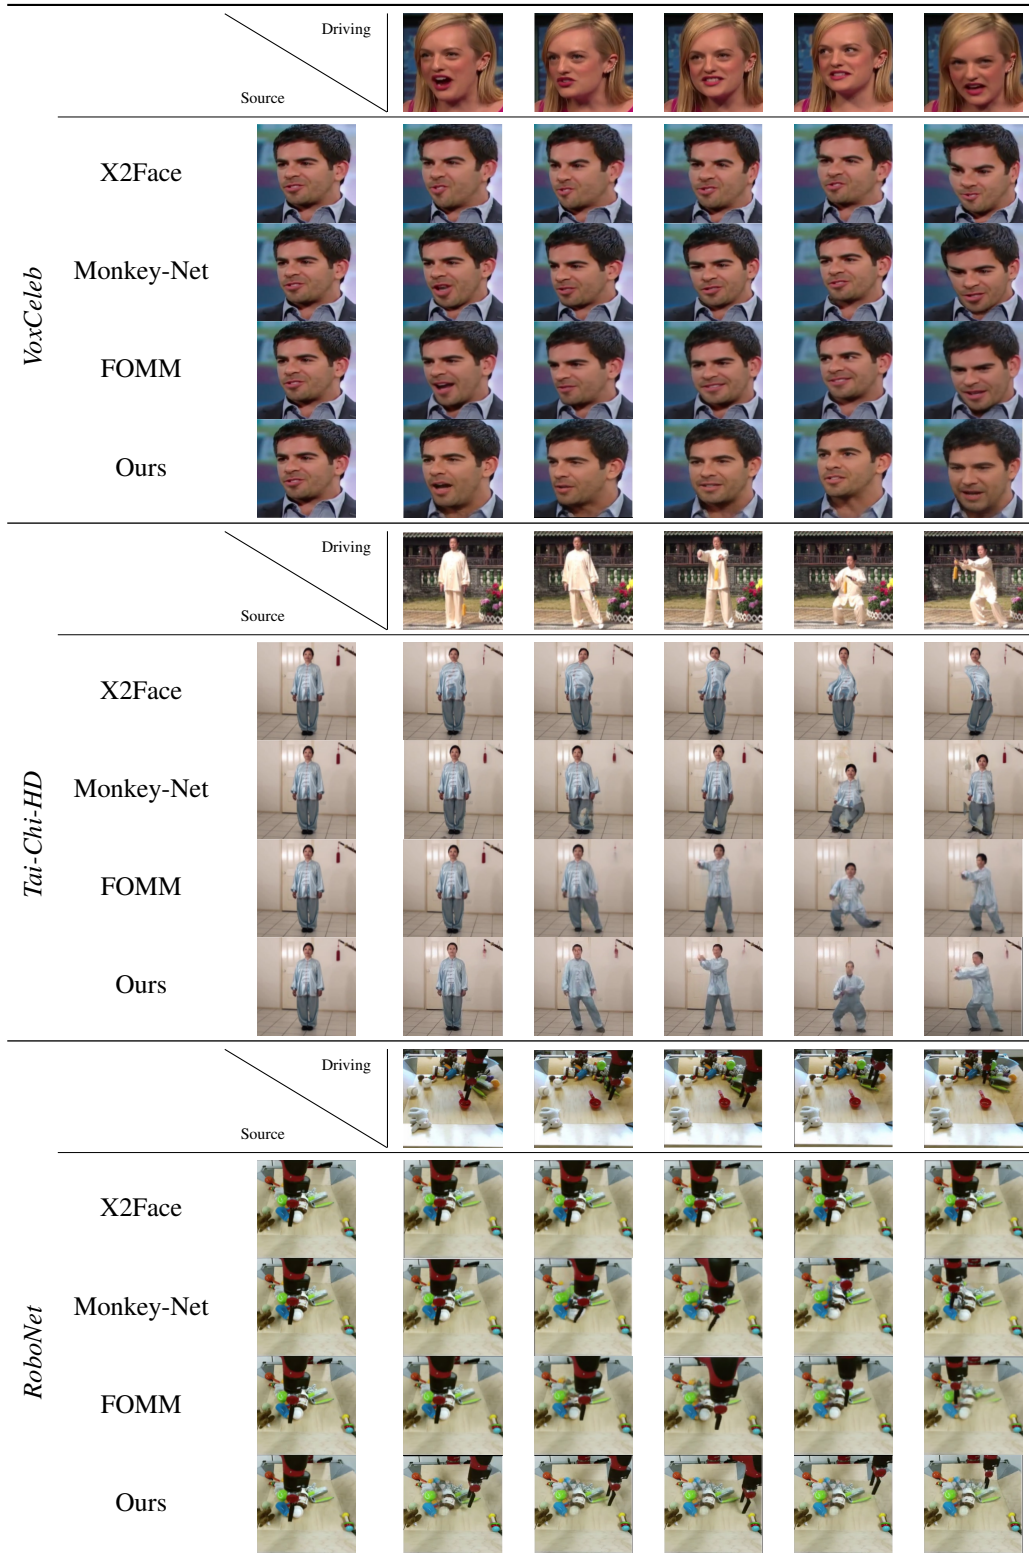 Driving
Source
VoxCeleb
X2Face
Monkey-Net
FOMM
Ours
Driving
Source
Tai-Chi-HD
X2Face
Monkey-Net
FOMM
Ours
Driving
Source
RoboNet
X2Face
Monkey-Net
FOMM
Ours